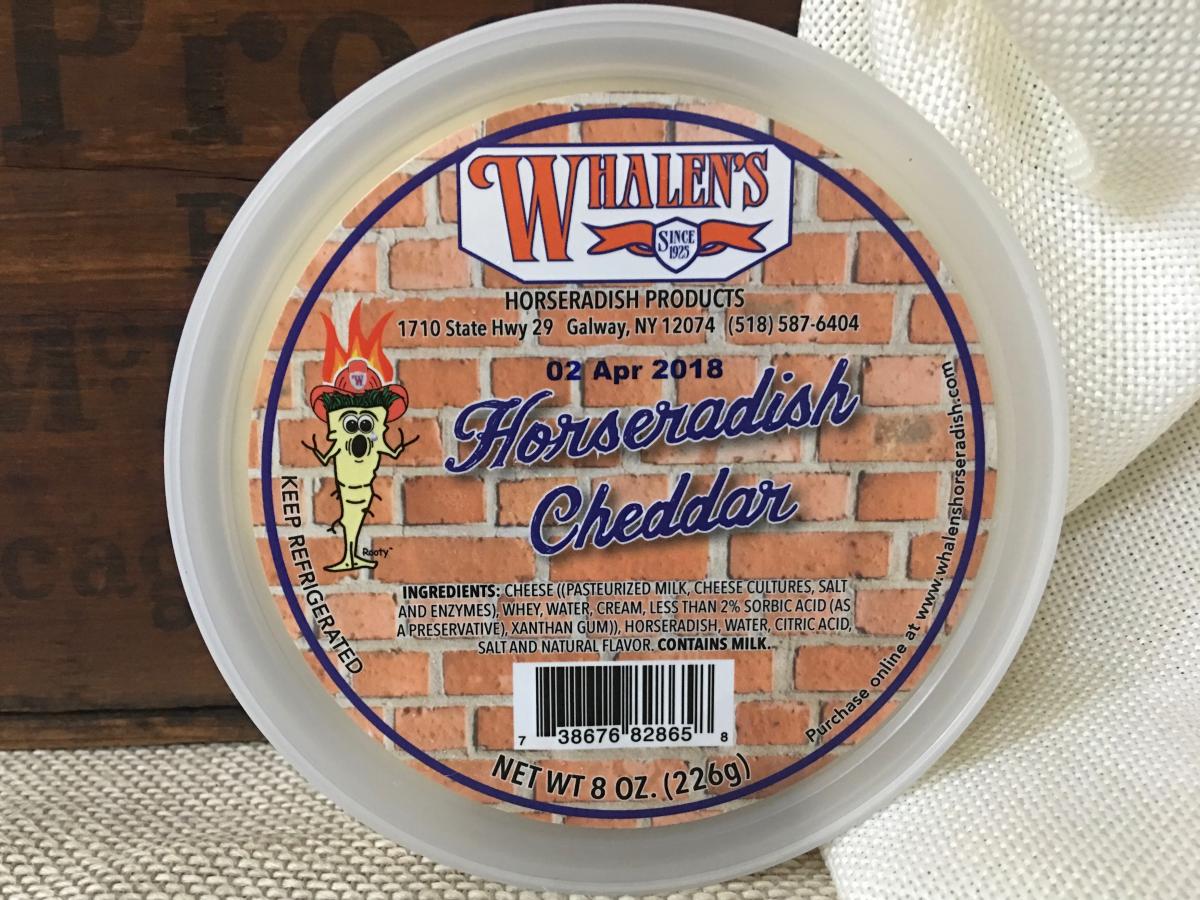 Pro
WHALEN'S
SINCE
1925
HORSERADISH PRODUCTS
1710 State Hwy 29 Galway, NY 12074 (518) 587-6404
02 Apr 2018
Horseradish
Cheddar
W
Rooty™
KEEP REFRIGERATED
INGREDIENTS: CHEESE ((PASTEURIZED MILK, CHEESE CULTURES, SALT
AND ENZYMES), WHEY, WATER, CREAM, LESS THAN 2% SORBIC ACID (AS
A PRESERVATIVE), XANTHAN GUM)), HORSERADISH, WATER, CITRIC ACID,
SALT AND NATURAL FLAVOR. CONTAINS MILK.
Purchase online at www.whalenshorseradish.com
7 38676 82865 8
NET WT 8 OZ. (226g)